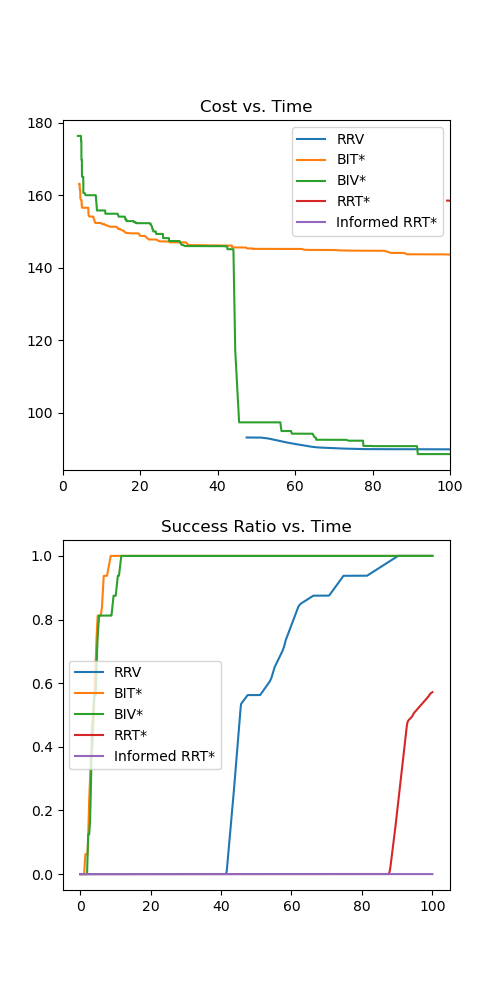 Cost vs. Time
180
160
140
120
100
RRV
BIT*
BIV*
RRT*
Informed RRT*
0 20 40 60 80 100
Success Ratio vs. Time
1.0
0.8
0.6
0.4
0.2
0.0
RRV
BIT*
BIV*
RRT*
Informed RRT*
0 20 40 60 80 100